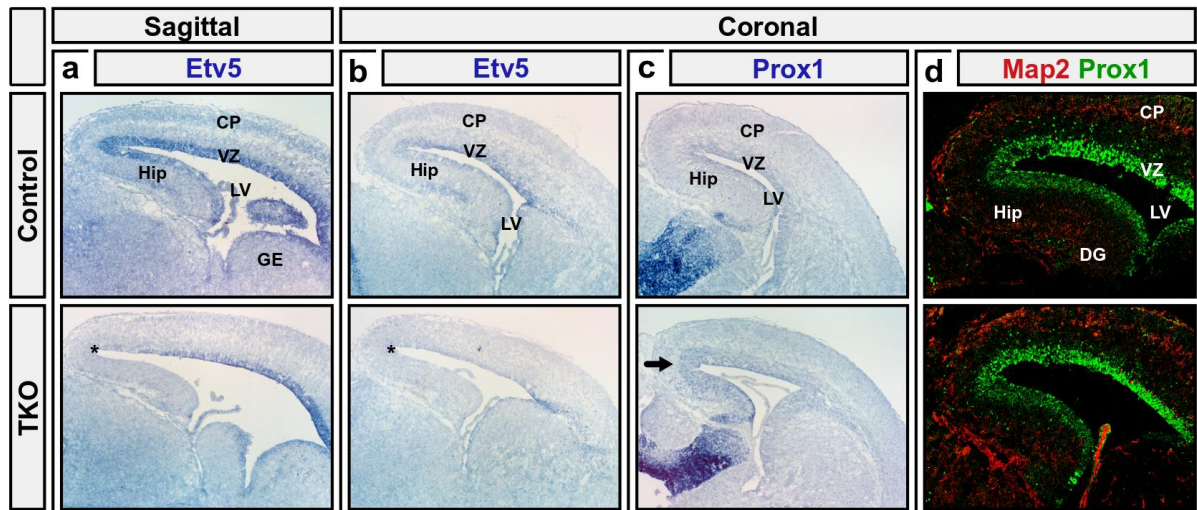 Sagittal Coronal
a Etv5 b Etv5 c Prox1 d Map2 Prox1
Control
CP VZ Hip LV GE
CP VZ Hip LV
CP VZ Hip LV
CP VZ LV Hip DG
TKO
*
*